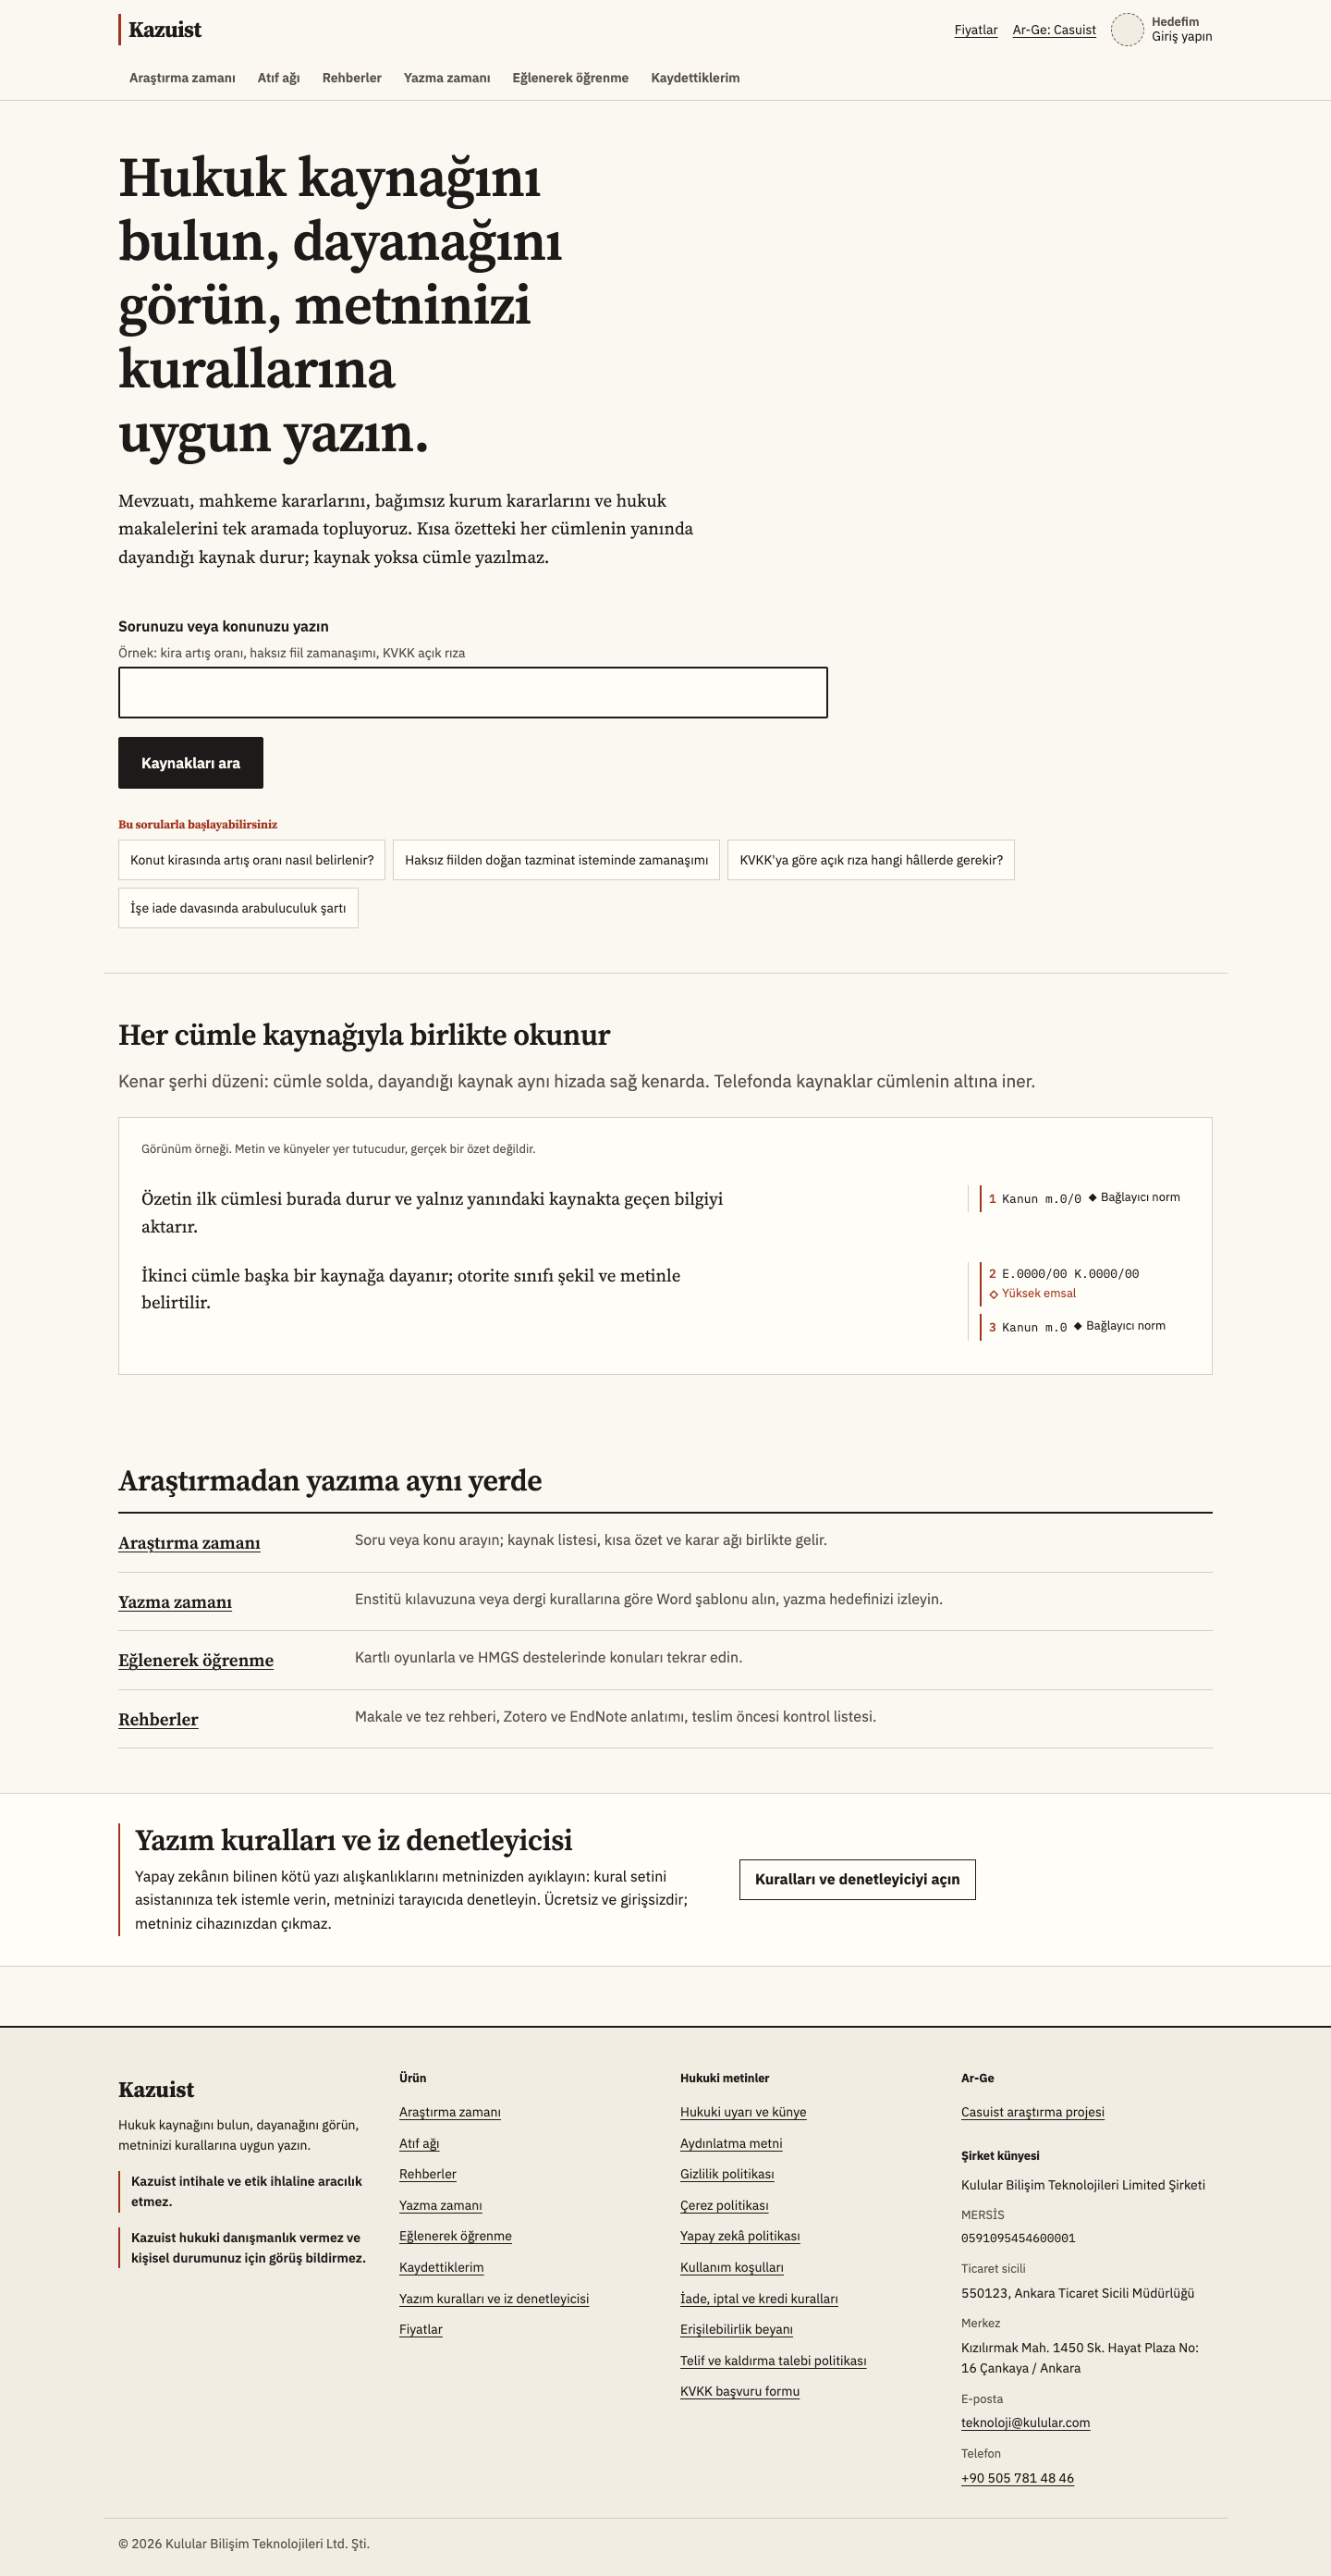 Kazuist
Fiyatlar
Ar-Ge: Casuist
Hedefim
Giriş yapın
Araştırma zamanı
Atıf ağı
Rehberler
Yazma zamanı
Eğlenerek öğrenme
Kaydettiklerim
Hukuk kaynağını
bulun, dayanağını
görün, metninizi
kurallarına
uygun yazın.
Mevzuatı, mahkeme kararlarını, bağımsız kurum kararlarını ve hukuk
makalelerini tek aramada topluyoruz. Kısa özetteki her cümlenin yanında
dayandığı kaynak durur; kaynak yoksa cümle yazılmaz.
Sorunuzu veya konunuzu yazın
Örnek: kira artış oranı, haksız fiil zamanaşımı, KVKK açık rıza
Kaynakları ara
Bu sorularla başlayabilirsiniz
Konut kirasında artış oranı nasıl belirlenir?
Haksız fiilden doğan tazminat isteminde zamanaşımı
KVKK'ya göre açık rıza hangi hâllerde gerekir?
İşe iade davasında arabuluculuk şartı
Her cümle kaynağıyla birlikte okunur
Kenar şerhi düzeni: cümle solda, dayandığı kaynak aynı hizada sağ kenarda. Telefonda kaynaklar cümlenin altına iner.
Görünüm örneği. Metin ve künyeler yer tutucudur, gerçek bir özet değildir.
Özetin ilk cümlesi burada durur ve yalnız yanındaki kaynakta geçen bilgiyi
aktarır.
1 Kanun m.0/0 ◆ Bağlayıcı norm
İkinci cümle başka bir kaynağa dayanır; otorite sınıfı şekil ve metinle
belirtilir.
2 E.0000/00 K.0000/00
◇ Yüksek emsal
3 Kanun m.0 ◆ Bağlayıcı norm
Araştırmadan yazıma aynı yerde
Araştırma zamanı
Soru veya konu arayın; kaynak listesi, kısa özet ve karar ağı birlikte gelir.
Yazma zamanı
Enstitü kılavuzuna veya dergi kurallarına göre Word şablonu alın, yazma hedefinizi izleyin.
Eğlenerek öğrenme
Kartlı oyunlarla ve HMGS destelerinde konuları tekrar edin.
Rehberler
Makale ve tez rehberi, Zotero ve EndNote anlatımı, teslim öncesi kontrol listesi.
Yazım kuralları ve iz denetleyicisi
Yapay zekânın bilinen kötü yazı alışkanlıklarını metninizden ayıklayın: kural setini
asistanınıza tek istemle verin, metninizi tarayıcıda denetleyin. Ücretsiz ve girişsizdir;
metniniz cihazınızdan çıkmaz.
Kuralları ve denetleyiciyi açın
Kazuist
Hukuk kaynağını bulun, dayanağını görün,
metninizi kurallarına uygun yazın.
Kazuist intihale ve etik ihlaline aracılık
etmez.
Kazuist hukuki danışmanlık vermez ve
kişisel durumunuz için görüş bildirmez.
Ürün
Araştırma zamanı
Atıf ağı
Rehberler
Yazma zamanı
Eğlenerek öğrenme
Kaydettiklerim
Yazım kuralları ve iz denetleyicisi
Fiyatlar
Hukuki metinler
Hukuki uyarı ve künye
Aydınlatma metni
Gizlilik politikası
Çerez politikası
Yapay zekâ politikası
Kullanım koşulları
İade, iptal ve kredi kuralları
Erişilebilirlik beyanı
Telif ve kaldırma talebi politikası
KVKK başvuru formu
Ar-Ge
Casuist araştırma projesi
Şirket künyesi
Kulular Bilişim Teknolojileri Limited Şirketi
MERSİS
0591095454600001
Ticaret sicili
550123, Ankara Ticaret Sicili Müdürlüğü
Merkez
Kızılırmak Mah. 1450 Sk. Hayat Plaza No:
16 Çankaya / Ankara
E-posta
teknoloji@kulular.com
Telefon
+90 505 781 48 46
© 2026 Kulular Bilişim Teknolojileri Ltd. Şti.